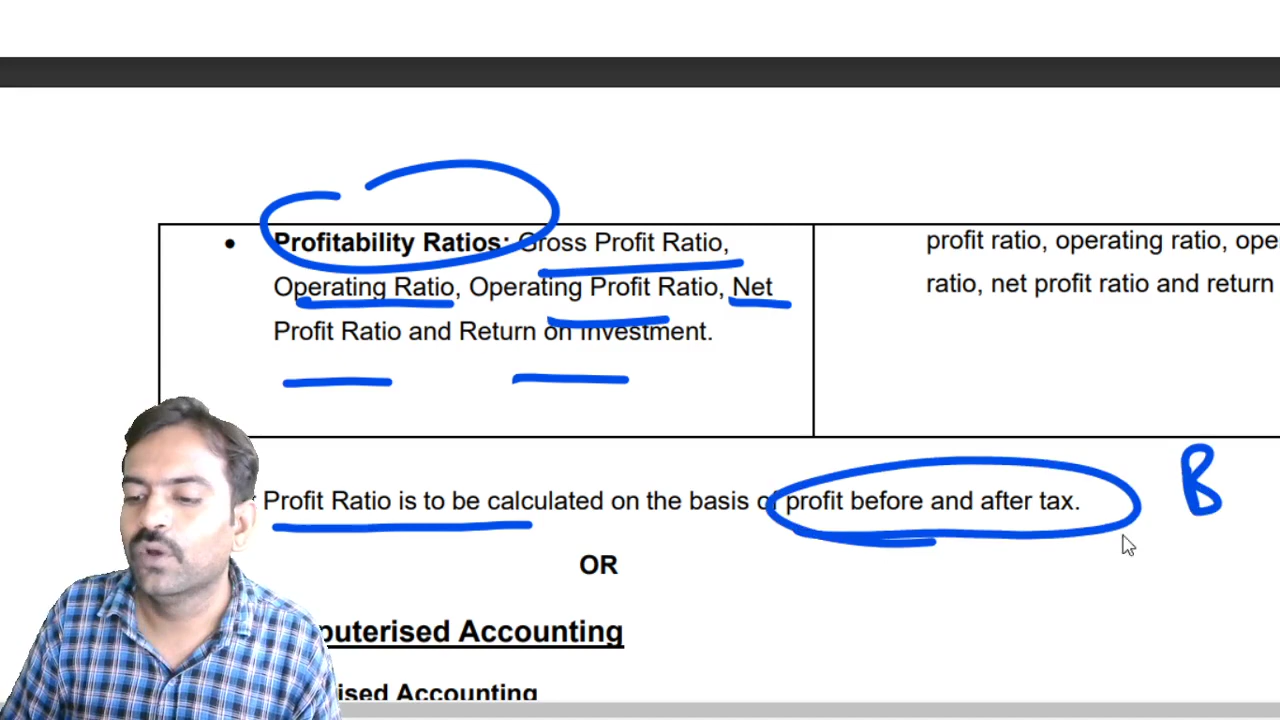 • Profitability Ratios: Gross Profit Ratio,
Operating Ratio, Operating Profit Ratio, Net
Profit Ratio and Return on Investment.
profit ratio, operating ratio, ope
ratio, net profit ratio and return
Profit Ratio is to be calculated on the basis of profit before and after tax.
B
OR
puterised Accounting
ised Accounting